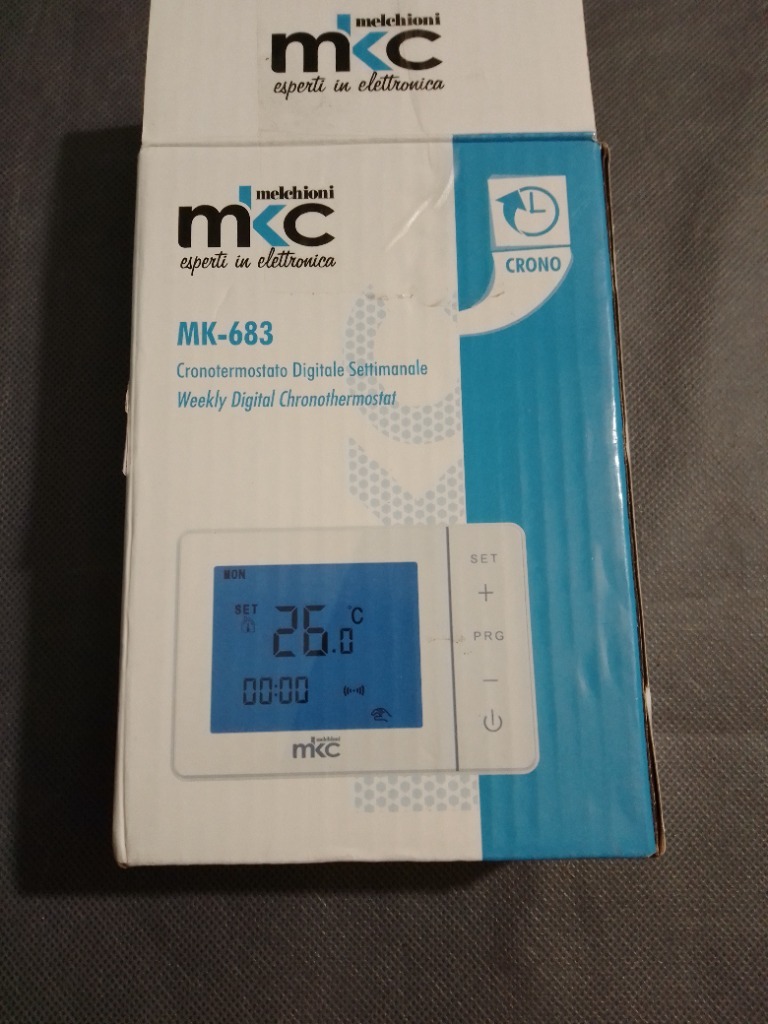 melchioni
mkc
esperti in elettronica
melchioni
mkc
esperti in elettronica
CRONO
MK-683
Cronotermostato Digitale Settimanale
Weekly Digital Chronothermostat
MON
SET
26.0 °C
00:00
SET
+
PRG
−
melchioni
mkc